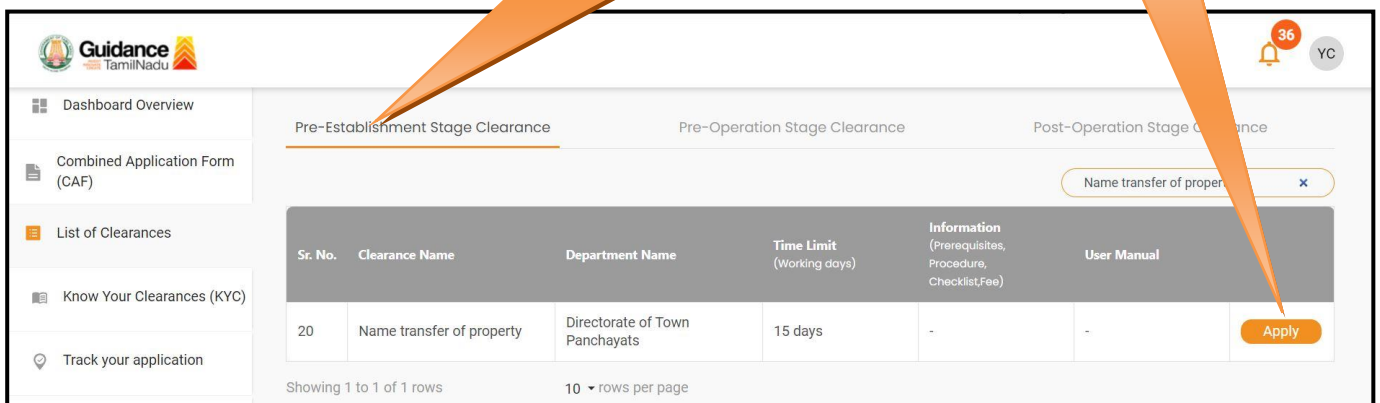 Guidance
TamilNadu
36
YC
Dashboard Overview
Pre-Establishment Stage Clearance
Pre-Operation Stage Clearance
Post-Operation Stage
Combined Application Form
(CAF)
Name transfer of
List of Clearances
Sr. No.
Clearance Name
Department Name
Time Limit
(Working days)
Information
(Prerequisites,
Procedure,
Checklist,Fee)
User Manual
Know Your Clearances (KYC)
20
Name transfer of property
Directorate of Town
Panchayats
15 days
-
-
Apply
Track your application
Showing 1 to 1 of 1 rows
10 rows per page